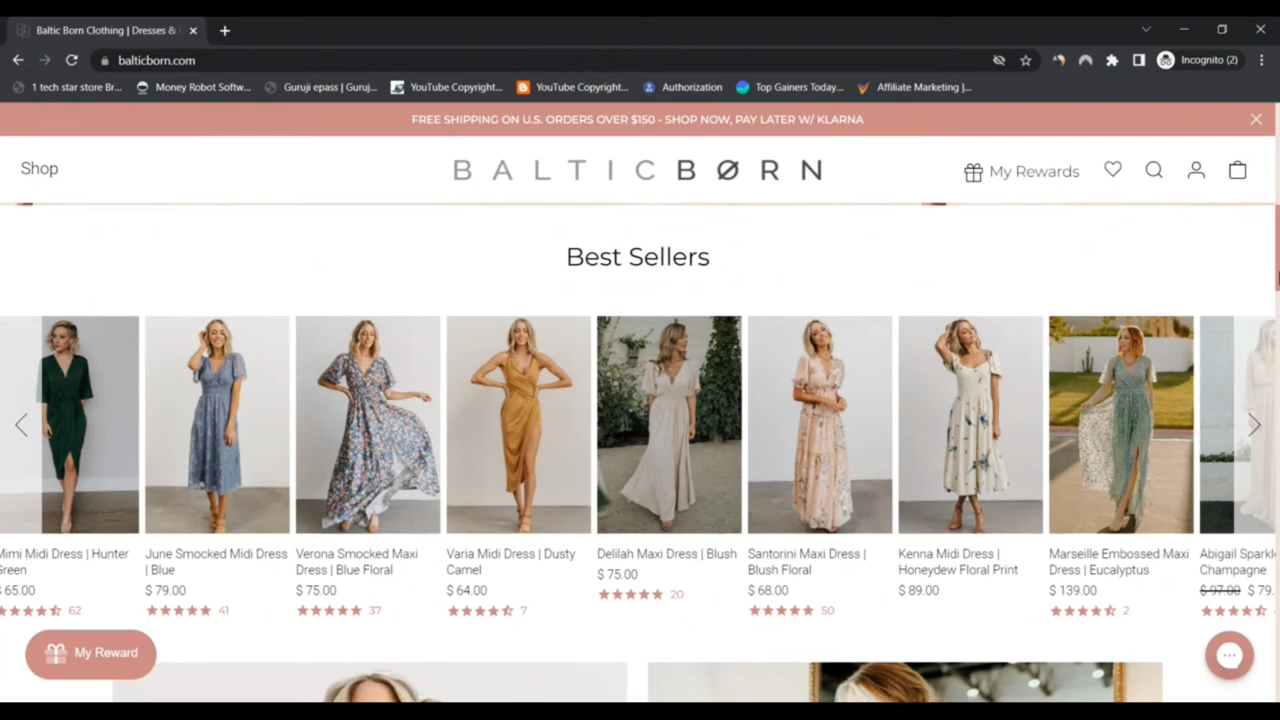 Baltic Born Clothing | Dresses &
balticborn.com
Incognito (2)
1 tech star store Br...
Money Robot Softw...
Guruji epass | Guruj...
YouTube Copyright...
YouTube Copyright...
Authorization
Top Gainers Today...
Affiliate Marketing |...
FREE SHIPPING ON U.S. ORDERS OVER $150 - SHOP NOW, PAY LATER W/ KLARNA
Shop
BALTICBØRN
My Rewards
Best Sellers
Mimi Midi Dress | Hunter
Green
$ 65.00
62
June Smocked Midi Dress
| Blue
$ 79.00
41
Verona Smocked Maxi
Dress | Blue Floral
$ 75.00
37
Varia Midi Dress | Dusty
Camel
$ 64.00
7
Delilah Maxi Dress | Blush
$ 75.00
20
Santorini Maxi Dress |
Blush Floral
$ 68.00
50
Kenna Midi Dress |
Honeydew Floral Print
$ 89.00
Marseille Embossed Maxi
Dress | Eucalyptus
$ 139.00
2
Abigail Sparkl
Champagne
$ 97.00 $ 79.
My Reward